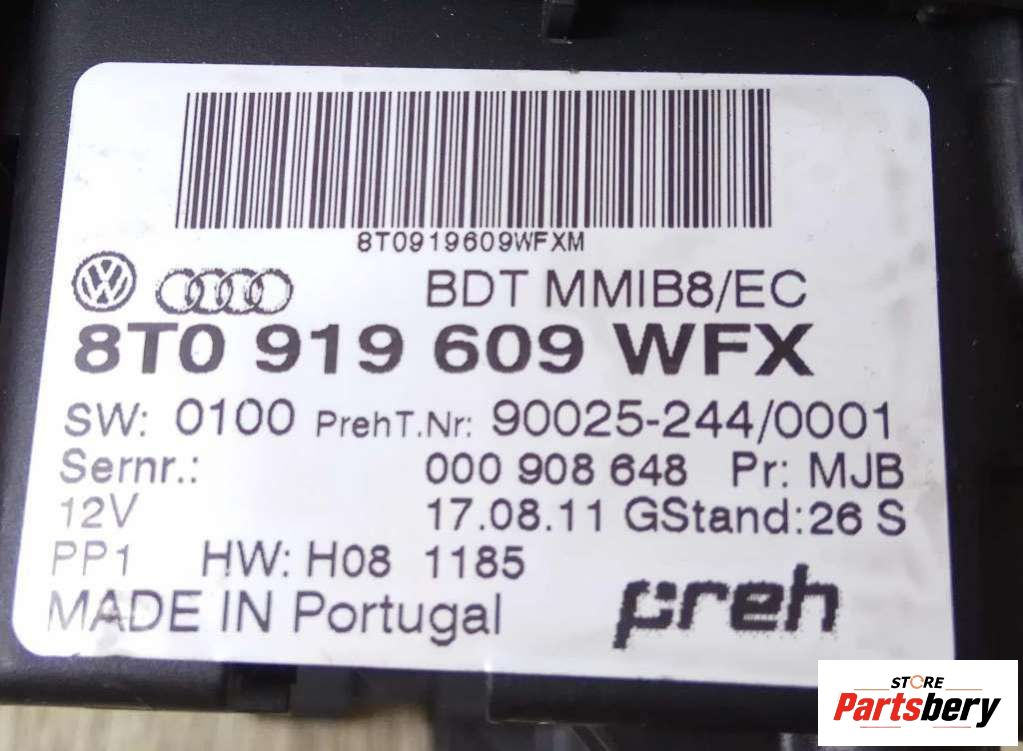 8T0919609WFXM
BDT MMIB8/EC
8T0 919 609 WFX
SW: 0100 PrehT.Nr: 90025-244/0001
Sernr.: 000 908 648 Pr: MJB
12V 17.08.11 GStand:26 S
PP1 HW: H08 1185
MADE IN Portugal preh
STORE
Partsbery